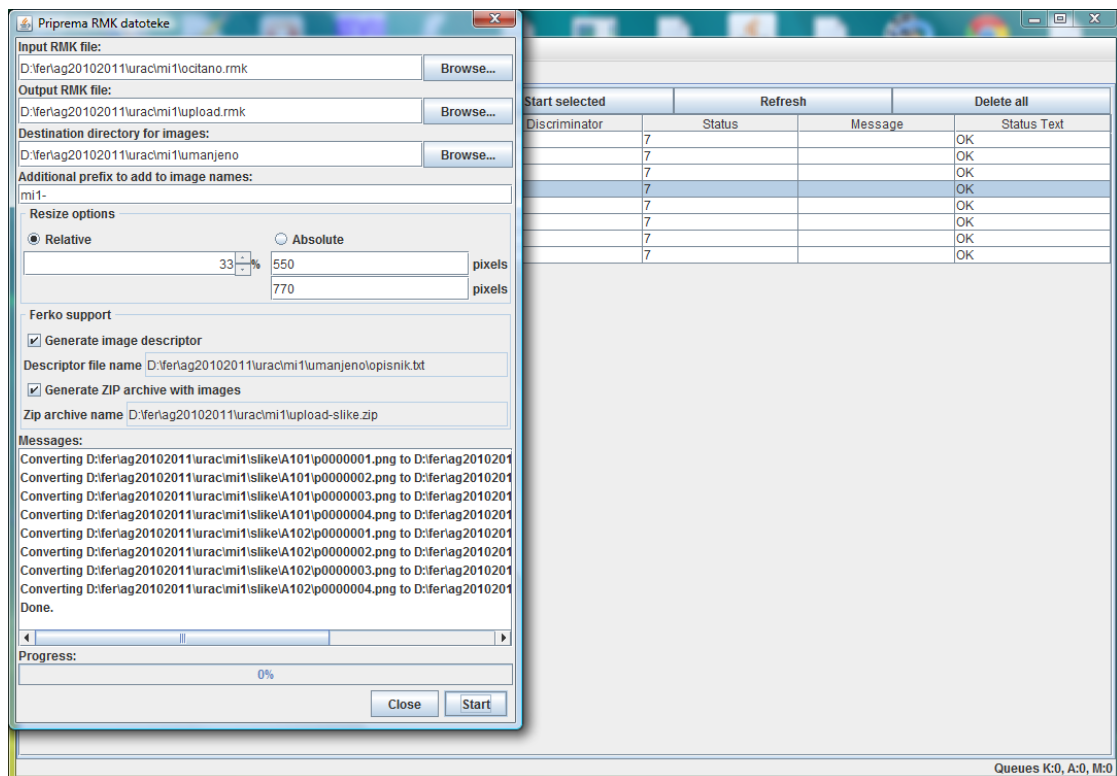 Priprema RMK datoteke
Input RMK file:
D:\fer\ag20102011\urac\mi1\ocitano.rmk Browse...
Output RMK file:
D:\fer\ag20102011\urac\mi1\upload.rmk Browse...
Destination directory for images:
D:\fer\ag20102011\urac\mi1\umanjeno Browse...
Additional prefix to add to image names:
mi1-
Resize options
Relative Absolute
33 % 550 pixels
770 pixels
Ferko support
Generate image descriptor
Descriptor file name D:\fer\ag20102011\urac\mi1\umanjeno\opisnik.txt
Generate ZIP archive with images
Zip archive name D:\fer\ag20102011\urac\mi1\upload-slike.zip
Messages:
Converting D:\fer\ag20102011\urac\mi1\slike\A101\p0000001.png to D:\fer\ag2010201
Converting D:\fer\ag20102011\urac\mi1\slike\A101\p0000002.png to D:\fer\ag2010201
Converting D:\fer\ag20102011\urac\mi1\slike\A101\p0000003.png to D:\fer\ag2010201
Converting D:\fer\ag20102011\urac\mi1\slike\A101\p0000004.png to D:\fer\ag2010201
Converting D:\fer\ag20102011\urac\mi1\slike\A102\p0000001.png to D:\fer\ag2010201
Converting D:\fer\ag20102011\urac\mi1\slike\A102\p0000002.png to D:\fer\ag2010201
Converting D:\fer\ag20102011\urac\mi1\slike\A102\p0000003.png to D:\fer\ag2010201
Converting D:\fer\ag20102011\urac\mi1\slike\A102\p0000004.png to D:\fer\ag2010201
Done.
Progress:
0%
Close Start
Start selected Refresh Delete all
Discriminator Status Message Status Text
7 OK
7 OK
7 OK
7 OK
7 OK
7 OK
7 OK
7 OK
Queues K:0, A:0, M:0